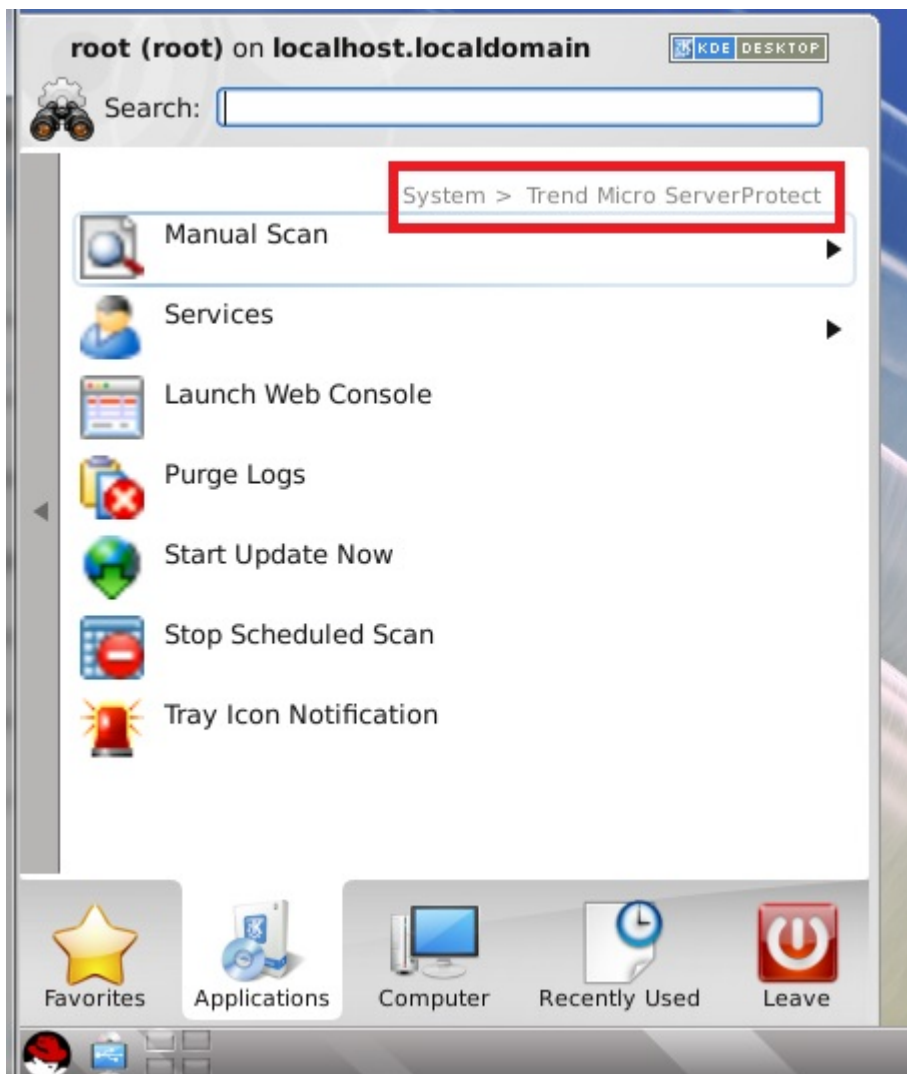 root (root) on localhost.localdomain KDE DESKTOP
Search:
System > Trend Micro ServerProtect
Manual Scan
Services
Launch Web Console
Purge Logs
Start Update Now
Stop Scheduled Scan
Tray Icon Notification
Favorites Applications Computer Recently Used Leave